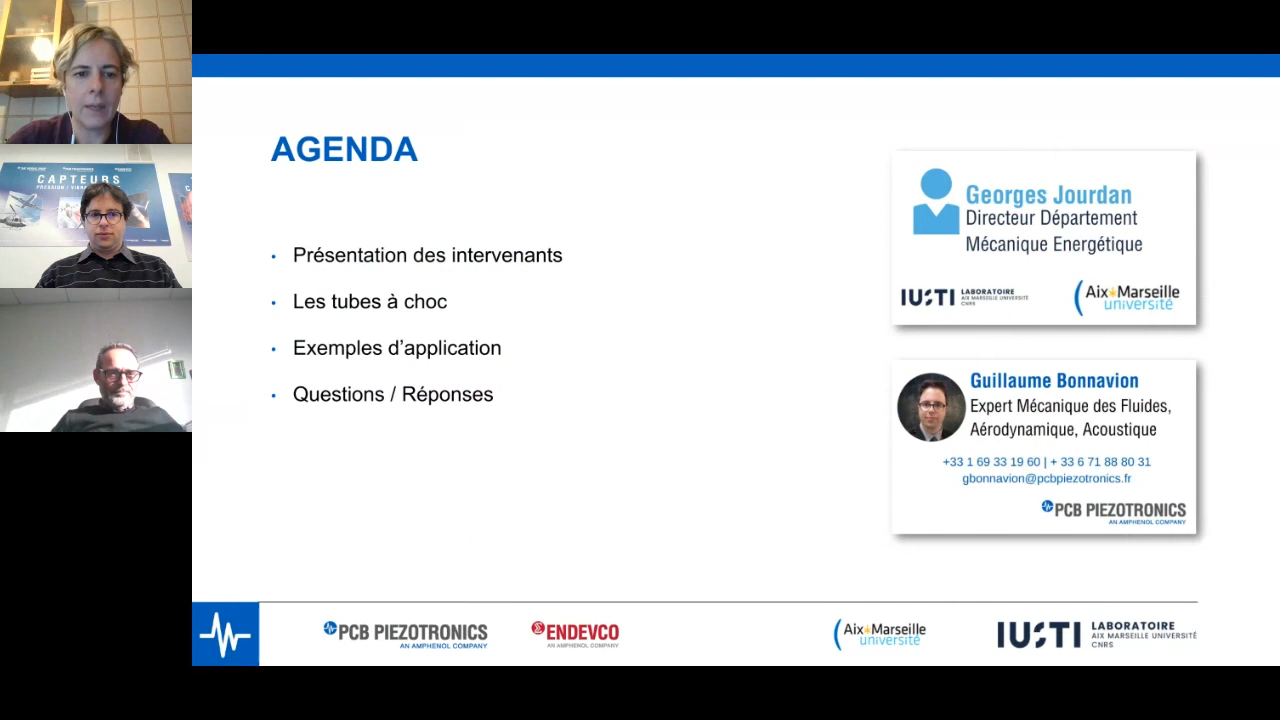 CAPTEURS
AGENDA
Présentation des intervenants
Les tubes à choc
Exemples d’application
Questions / Réponses
Georges Jourdan
Directeur Département
Mécanique Energétique
IUSTI LABORATOIRE
AIX MARSEILLE UNIVERSITÉ
CNRS
Aix*Marseille
université
Guillaume Bonnavion
Expert Mécanique des Fluides,
Aérodynamique, Acoustique
+33 1 69 33 19 60 | + 33 6 71 88 80 31
gbonnavion@pcbpiezotronics.fr
PCB PIEZOTRONICS
AN AMPHENOL COMPANY
PCB PIEZOTRONICS
AN AMPHENOL COMPANY
ENDEVCO
AN AMPHENOL COMPANY
Aix*Marseille
université
IUSTI LABORATOIRE
AIX MARSEILLE UNIVERSITÉ
CNRS